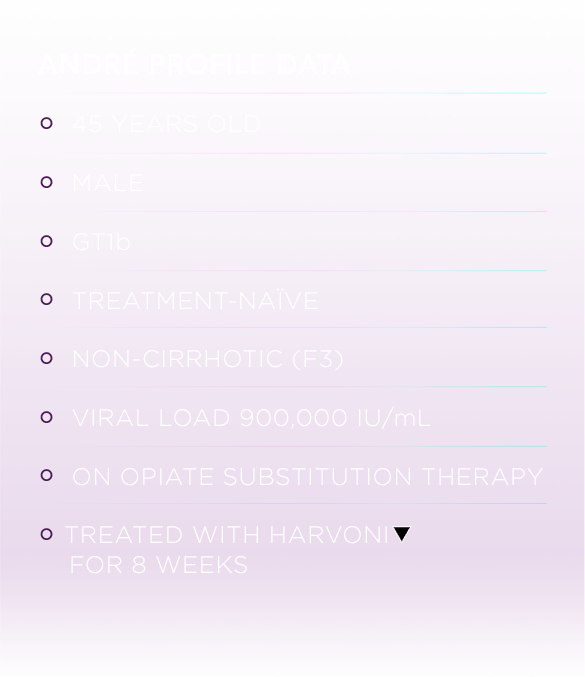 ANDRÉ PROFILE DATA
45 YEARS OLD
MALE
GT1b
TREATMENT-NAÏVE
NON-CIRRHOTIC (F3)
VIRAL LOAD 900,000 IU/mL
ON OPIATE SUBSTITUTION THERAPY
TREATED WITH HARVONI▼
FOR 8 WEEKS